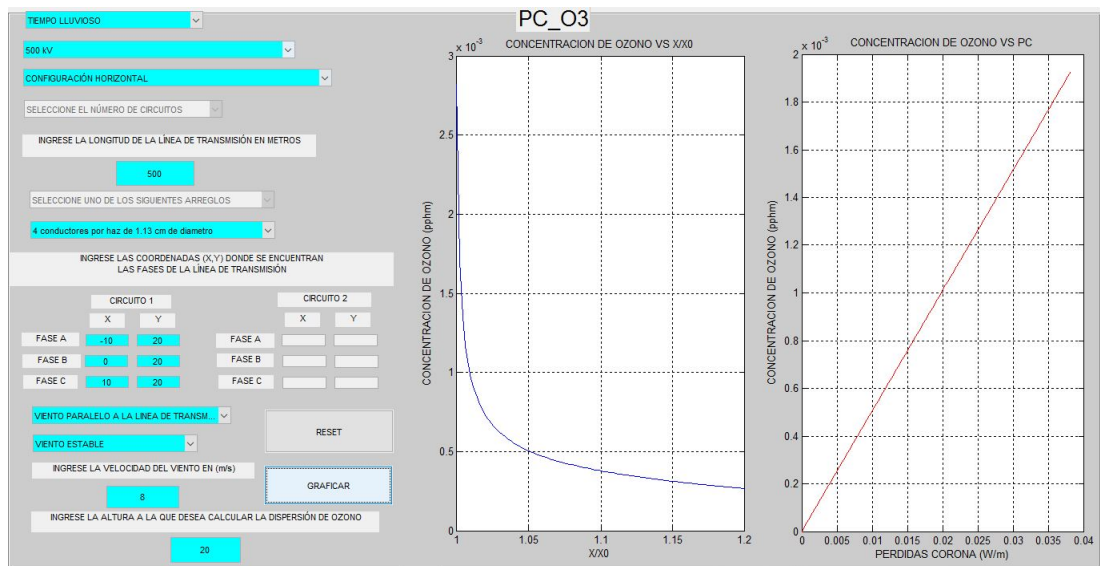 PC_O3
TIEMPO LLUVIOSO
500 kV
CONFIGURACIÓN HORIZONTAL
SELECCIONE EL NÚMERO DE CIRCUITOS
INGRESE LA LONGITUD DE LA LÍNEA DE TRANSMISIÓN EN METROS
500
SELECCIONE UNO DE LOS SIGUIENTES ARREGLOS
4 conductores por haz de 1.13 cm de diametro
INGRESE LAS COORDENADAS (X,Y) DONDE SE ENCUENTRAN
LAS FASES DE LA LÍNEA DE TRANSMISIÓN
CIRCUITO 1
X Y
FASE A -10 20
FASE B 0 20
FASE C 10 20
CIRCUITO 2
X Y
FASE A
FASE B
FASE C
VIENTO PARALELO A LA LINEA DE TRANSM...
VIENTO ESTABLE
RESET
INGRESE LA VELOCIDAD DEL VIENTO EN (m/s)
8
GRAFICAR
INGRESE LA ALTURA A LA QUE DESEA CALCULAR LA DISPERSIÓN DE OZONO
20
CONCENTRACION DE OZONO VS X/X0
x 10-3
3
2.5
2
1.5
1
0.5
0
CONCENTRACION DE OZONO (pphm)
1 1.05 1.1 1.15 1.2
X/X0
CONCENTRACION DE OZONO VS PC
x 10-3
2
1.8
1.6
1.4
1.2
1
0.8
0.6
0.4
0.2
0
CONCENTRACION DE OZONO (pphm)
0 0.005 0.01 0.015 0.02 0.025 0.03 0.035 0.04
PERDIDAS CORONA (W/m)